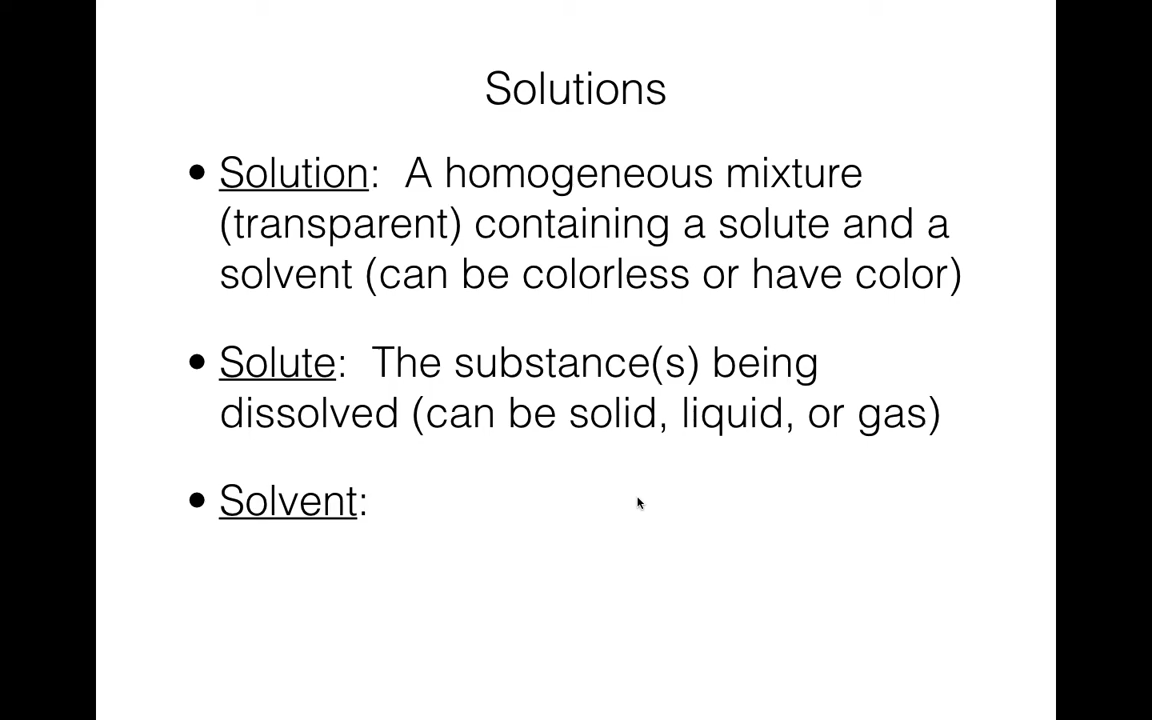 Solutions
• Solution:  A homogeneous mixture
(transparent) containing a solute and a
solvent (can be colorless or have color)
• Solute:  The substance(s) being
dissolved (can be solid, liquid, or gas)
• Solvent: